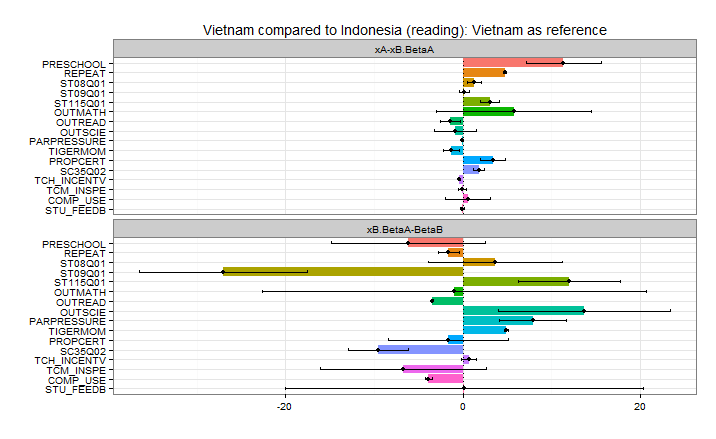 Vietnam compared to Indonesia (reading): Vietnam as reference
xA-xB.BetaA
PRESCHOOL
REPEAT
ST08Q01
ST09Q01
ST115Q01
OUTMATH
OUTREAD
OUTSCIE
PARPRESSURE
TIGERMOM
PROPCERT
SC35Q02
TCH_INCENTV
TCM_INSPE
COMP_USE
STU_FEEDB
xB.BetaA-BetaB
PRESCHOOL
REPEAT
ST08Q01
ST09Q01
ST115Q01
OUTMATH
OUTREAD
OUTSCIE
PARPRESSURE
TIGERMOM
PROPCERT
SC35Q02
TCH_INCENTV
TCM_INSPE
COMP_USE
STU_FEEDB
-20 0 20